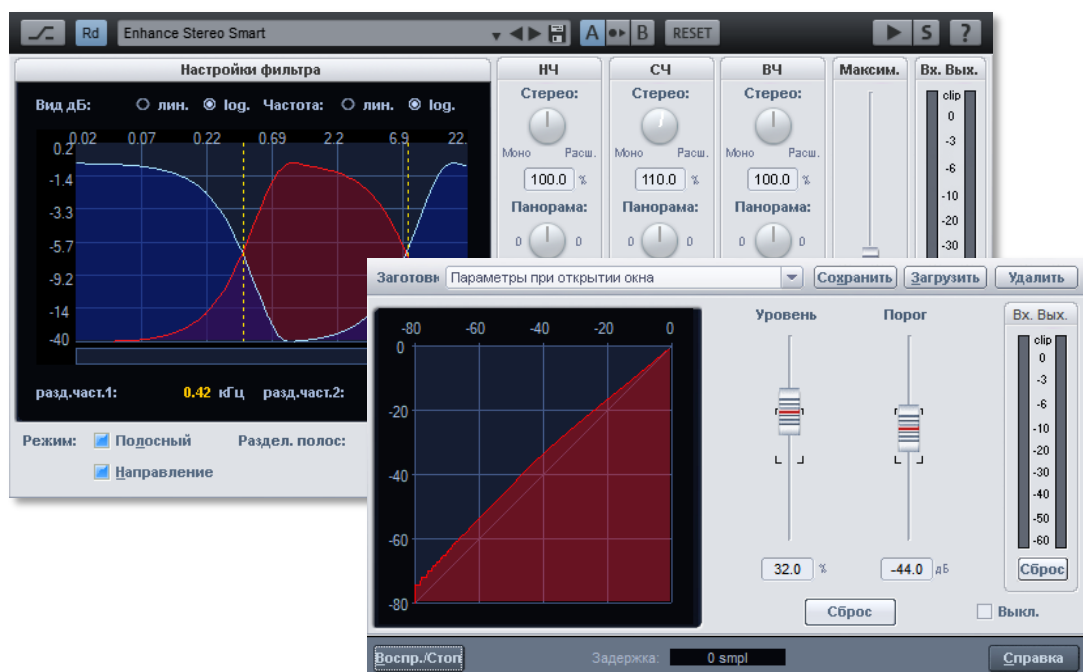 Rd Enhance Stereo Smart A B RESET S ?
Настройки фильтра
Вид дБ: лин. log. Частота: лин. log.
0.02 0.07 0.22 0.69 2.2 6.9 22.
0.2
-1.4
-3.3
-5.7
-9.2
-14
-40
разд.част.1: 0.42 кГц разд.част.2:
Режим: Полосный Раздел. полос:
Направление
НЧ
Стерео:
Моно Расш.
100.0 %
Панорама:
0 0
СЧ
Стерео:
Моно Расш.
110.0 %
Панорама:
0 0
ВЧ
Стерео:
Моно Расш.
100.0 %
Панорама:
0 0
Максим.
Вх. Вых.
clip
0
-3
-6
-10
-20
-30
Заготовк Параметры при открытии окна Сохранить Загрузить Удалить
-80 -60 -40 -20 0
0
-20
-40
-60
-80
Уровень
32.0 %
Порог
-44.0 дБ
Сброс
Вх. Вых.
clip
0
-3
-6
-10
-20
-30
-40
-50
-60
Сброс
Выкл.
Воспр./Стоп Задержка: 0 smpl Справка